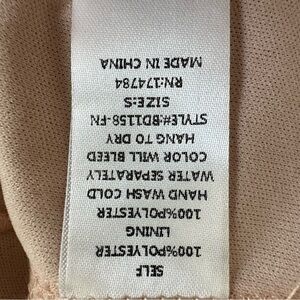 SELF
100%POLYESTER
LINING
100%POLYESTER
HAND WASH COLD
WATER SEPARATELY
COLOR WILL BLEED
HANG TO DRY
STYLE#:BD1158-FN
SIZE:S
RN:174784
MADE IN CHINA